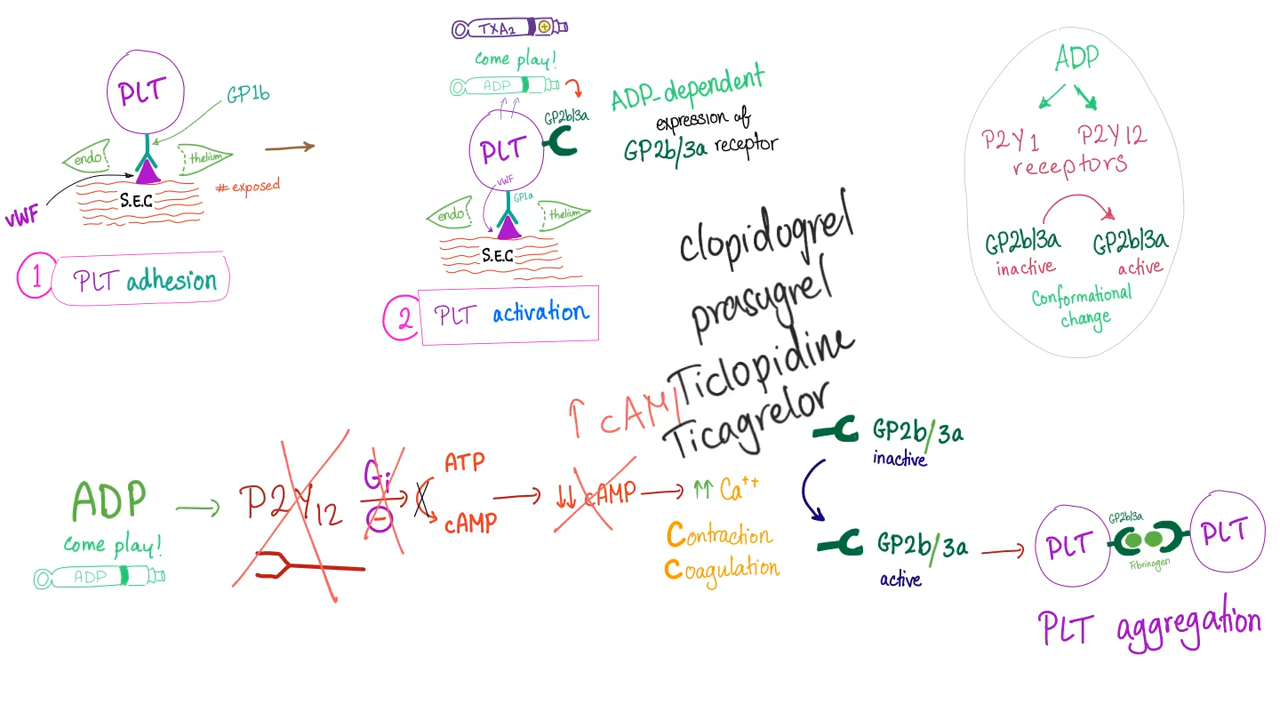 PLT
GP1b
endo
thelium
S.E.C
# exposed
vWF
1
PLT adhesion
TXA2 +
come play!
ADP
GP2b/3a
PLT
vWF
GP1a
endo
thelium
S.E.C
2
PLT activation
ADP-dependent
expression of
GP2b/3a receptor
ADP
P2Y1 P2Y12
receptors
GP2b/3a GP2b/3a
inactive active
Conformational
change
clopidogrel
prasugrel
Ticlopidine
Ticagrelor
ADP
come play!
ADP
P2Y12
Gi
-
ATP
cAMP
↑ cAM
↓↓ cAMP
↑↑ Ca++
Contraction
Coagulation
GP2b/3a
inactive
GP2b/3a
active
PLT
GP2b/3a
Fibrinogen
PLT
PLT aggregation